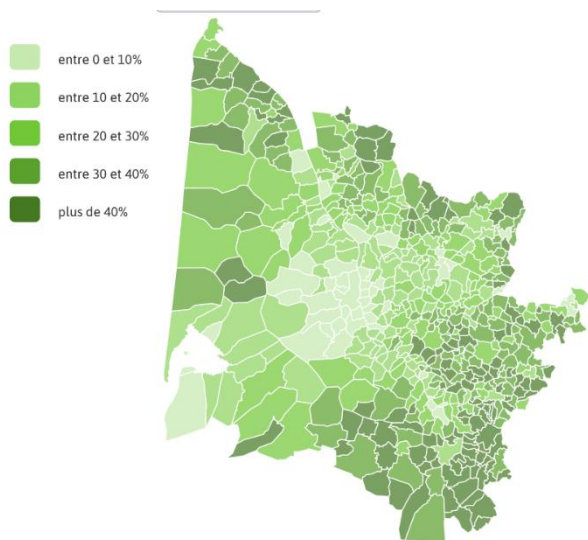 entre 0 et 10%
entre 10 et 20%
entre 20 et 30%
entre 30 et 40%
plus de 40%